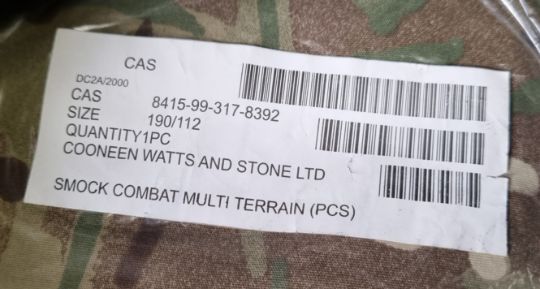 CAS
DC2A/2000
CAS 8415-99-317-8392
SIZE 190/112
QUANTITY1PC
COONEEN WATTS AND STONE LTD
SMOCK COMBAT MULTI TERRAIN (PCS)